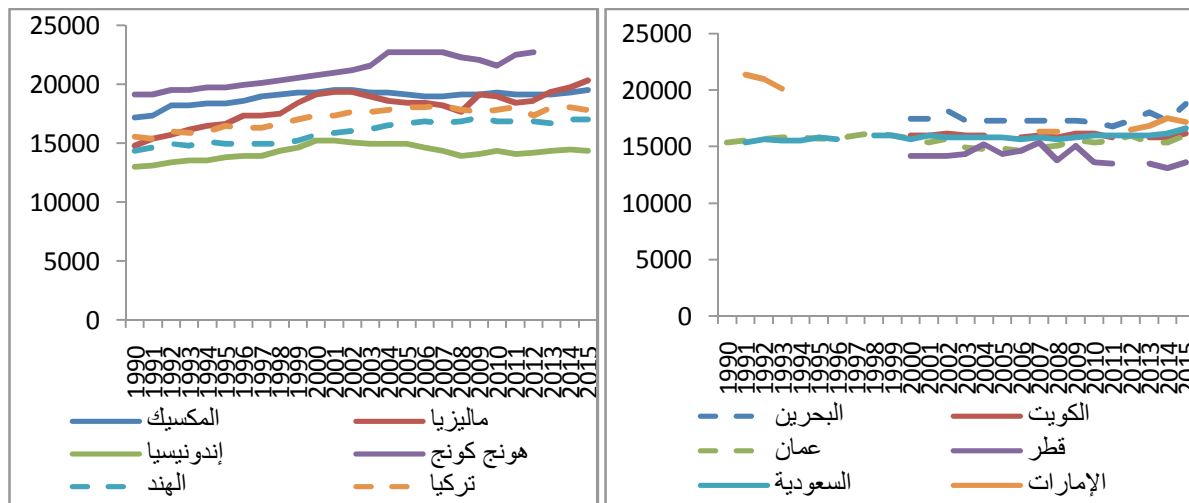 25000
20000
15000
10000
5000
0
1990 1991 1992 1993 1994 1995 1996 1997 1998 1999 2000 2001 2002 2003 2004 2005 2006 2007 2008 2009 2010 2011 2012 2013 2014 2015
المكسيك ماليزيا
إندونيسيا هونج كونج
الهند تركيا
25000
20000
15000
10000
5000
0
1990 1991 1992 1993 1994 1995 1996 1997 1998 1999 2000 2001 2002 2003 2004 2005 2006 2007 2008 2009 2010 2011 2012 2013 2014 2015
البحرين الكويت
عمان قطر
السعودية الإمارات